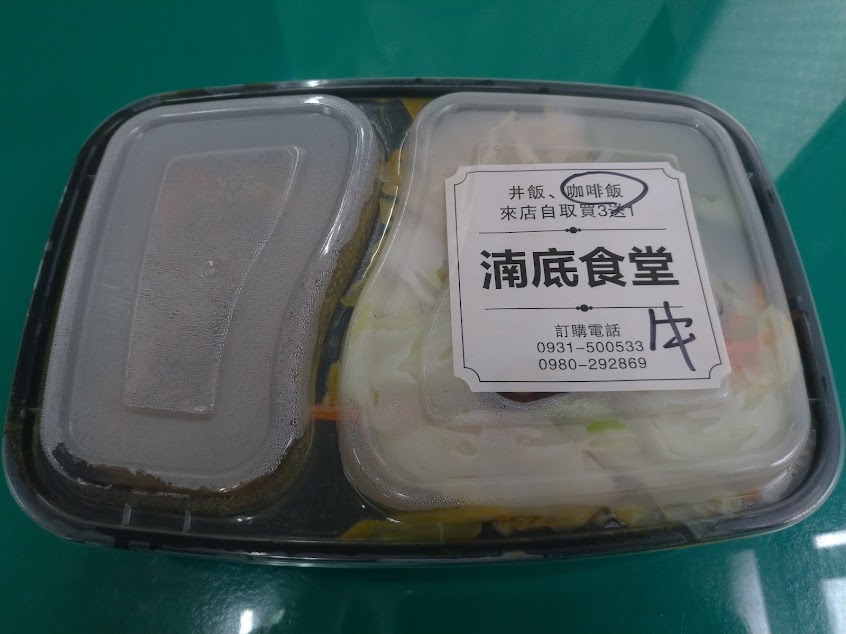 丼飯、咖啡飯
來店自取買3送1
湳底食堂
訂購電話
0931-500533
0980-292869
牛